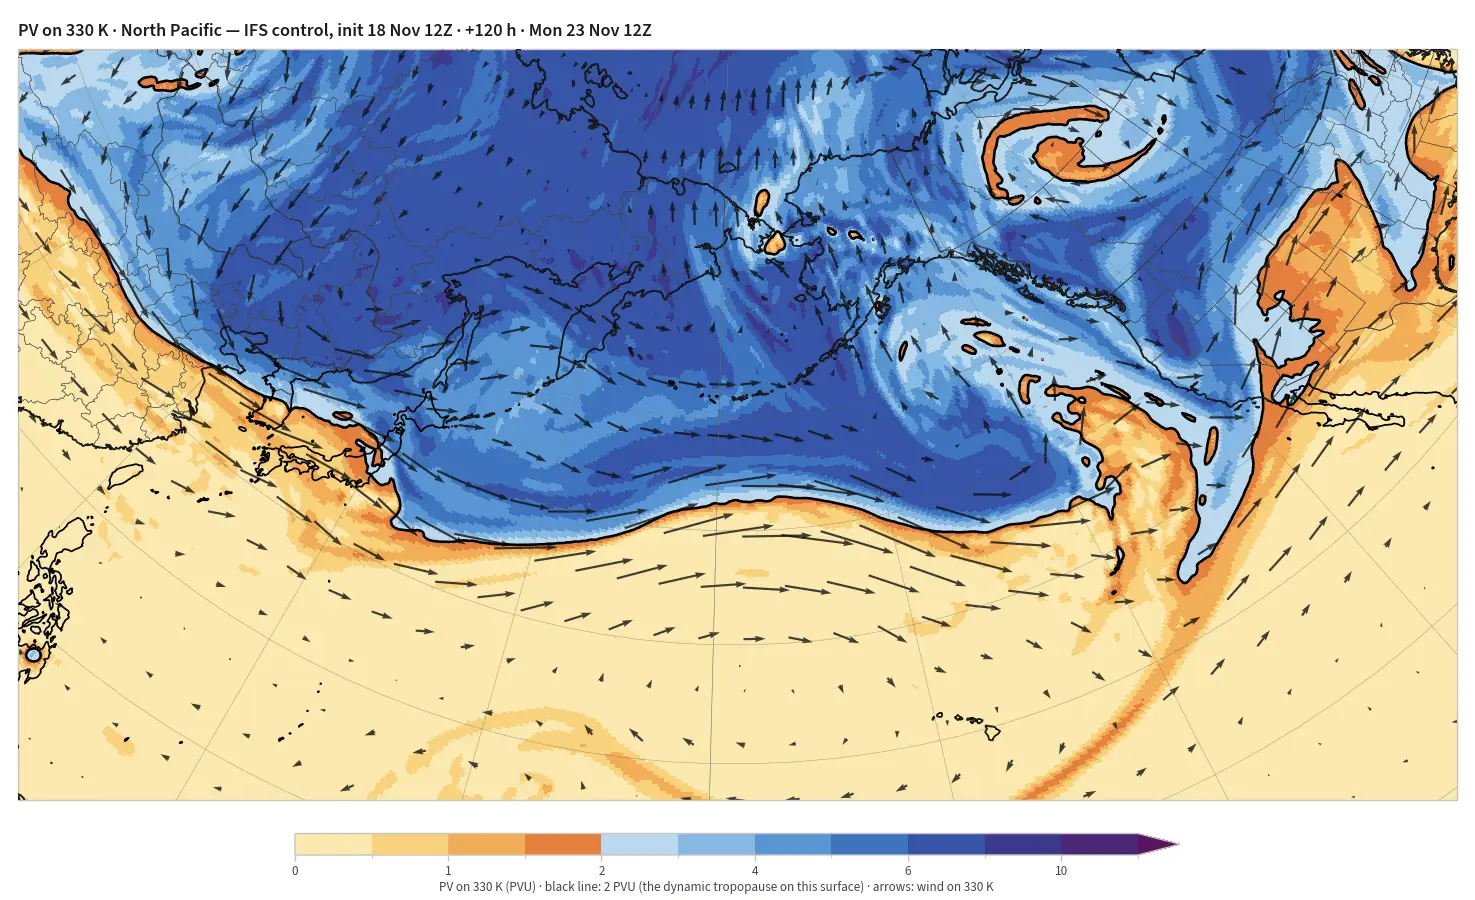 PV on 330 K · North Pacific — IFS control, init 18 Nov 12Z · +120 h · Mon 23 Nov 12Z
0 1 2 4 6 10
PV on 330 K (PVU) · black line: 2 PVU (the dynamic tropopause on this surface) · arrows: wind on 330 K